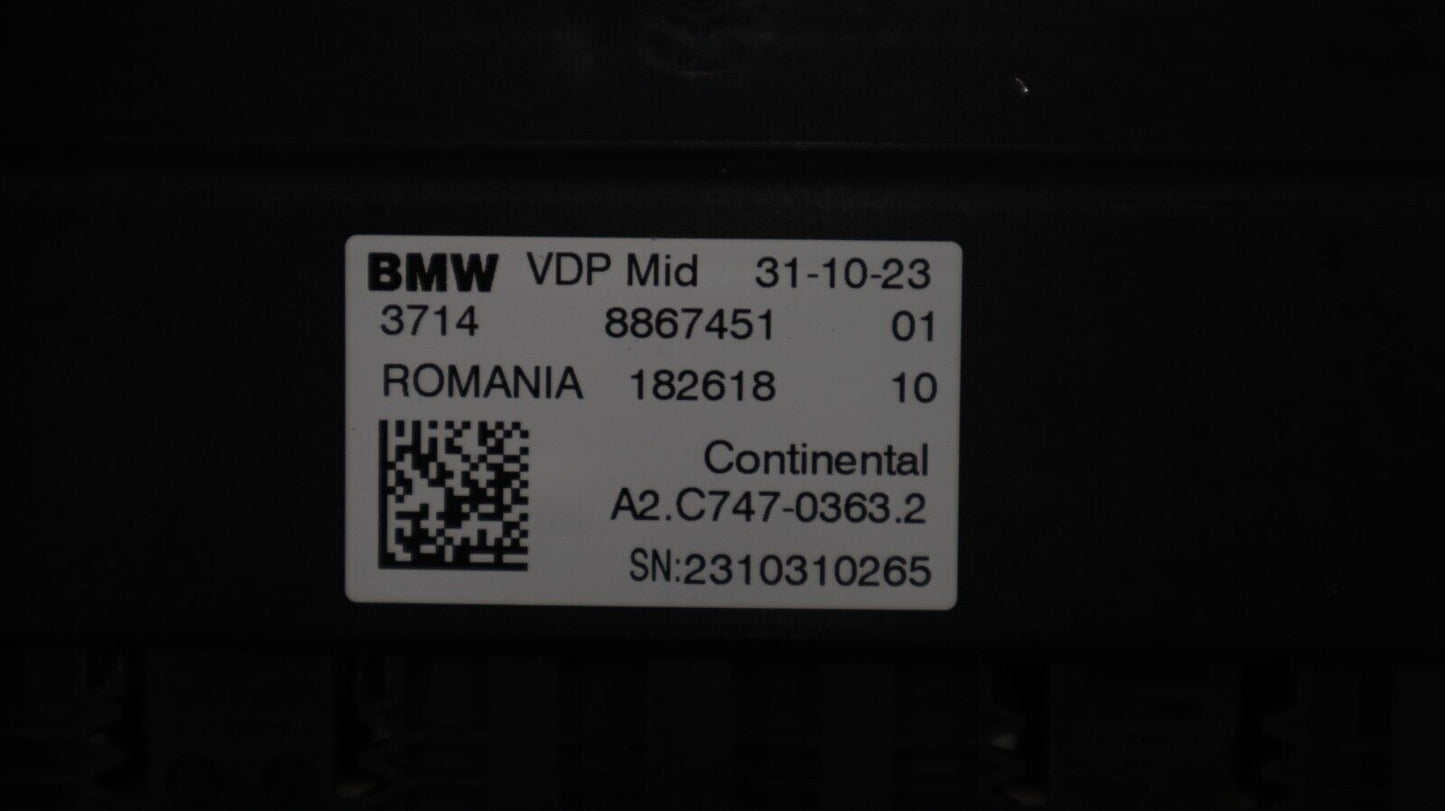 BMW VDP Mid 31-10-23
3714 8867451 01
ROMANIA 182618 10
Continental
A2.C747-0363.2
SN:2310310265